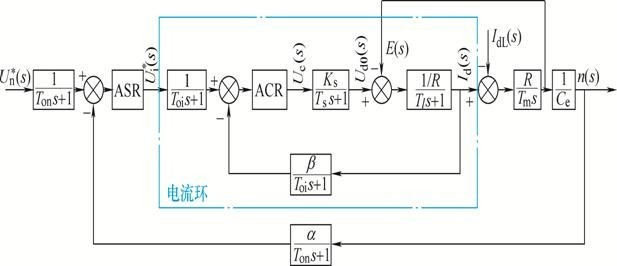 U*n(s)
+
−
1
Tons+1
ASR
U*i(s)
1
Tois+1
+
−
ACR
Uc(s)
Ks
Tss+1
Ud0(s)
+
−
E(s)
1/R
Tls+1
Id(s)
+
−
IdL(s)
R
Tms
1
Ce
n(s)
β
Tois+1
电流环
α
Tons+1